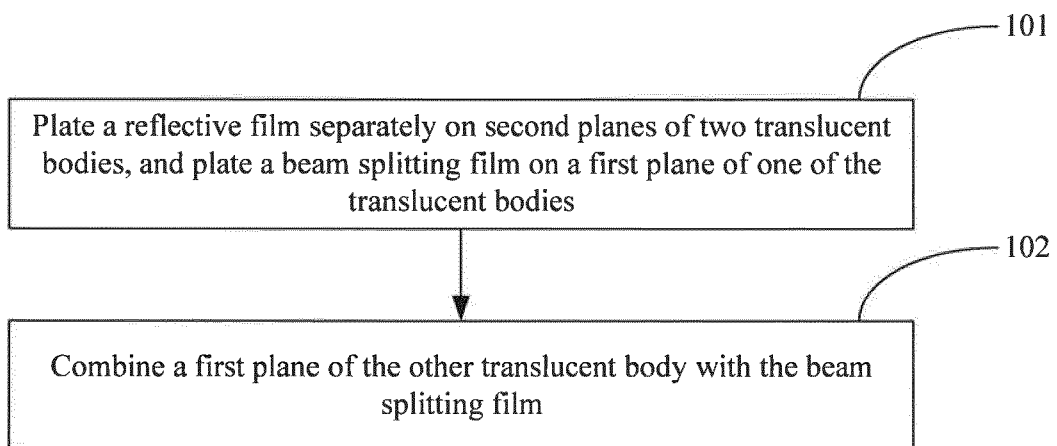 101
Plate a reflective film separately on second planes of two translucent
bodies, and plate a beam splitting film on a first plane of one of the
translucent bodies
102
Combine a first plane of the other translucent body with the beam
splitting film